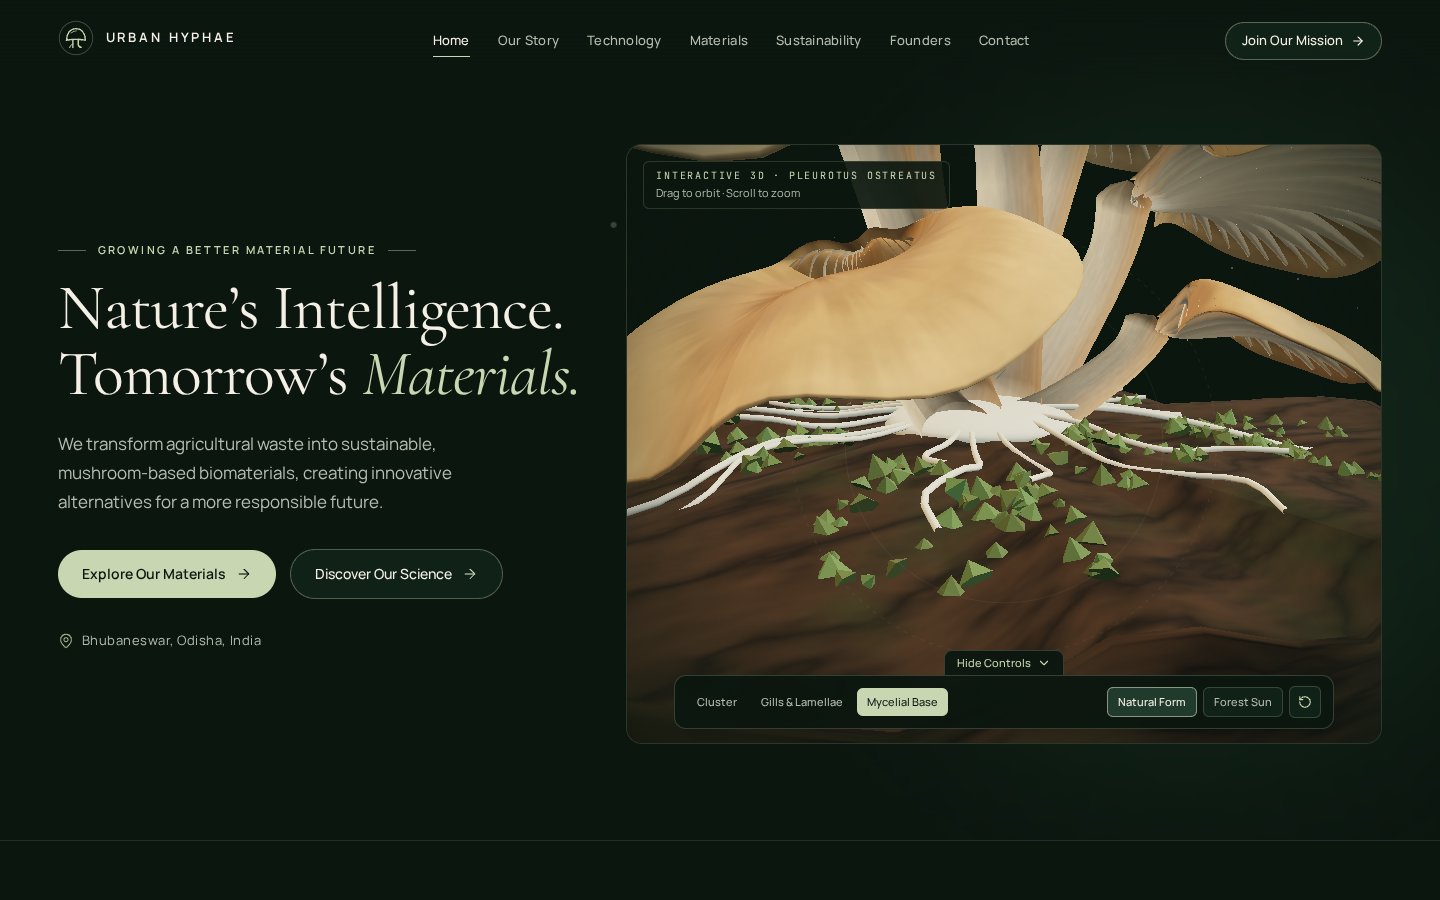 URBAN HYPHAE
Home Our Story Technology Materials Sustainability Founders Contact
Join Our Mission
GROWING A BETTER MATERIAL FUTURE
Nature’s Intelligence.
Tomorrow’s Materials.
We transform agricultural waste into sustainable,
mushroom-based biomaterials, creating innovative
alternatives for a more responsible future.
Explore Our Materials
Discover Our Science
Bhubaneswar, Odisha, India
INTERACTIVE 3D · PLEUROTUS OSTREATUS
Drag to orbit · Scroll to zoom
Hide Controls
Cluster Gills & Lamellae Mycelial Base Natural Form Forest Sun